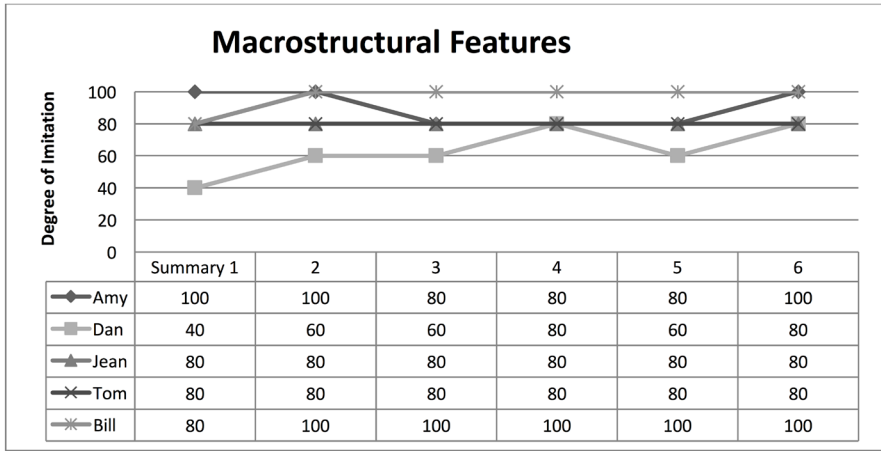 Macrostructural Features
Degree of Imitation
100
80
60
40
20
0
Summary 1 2 3 4 5 6
Amy 100 100 80 80 80 100
Dan 40 60 60 80 60 80
Jean 80 80 80 80 80 80
Tom 80 80 80 80 80 80
Bill 80 100 100 100 100 100